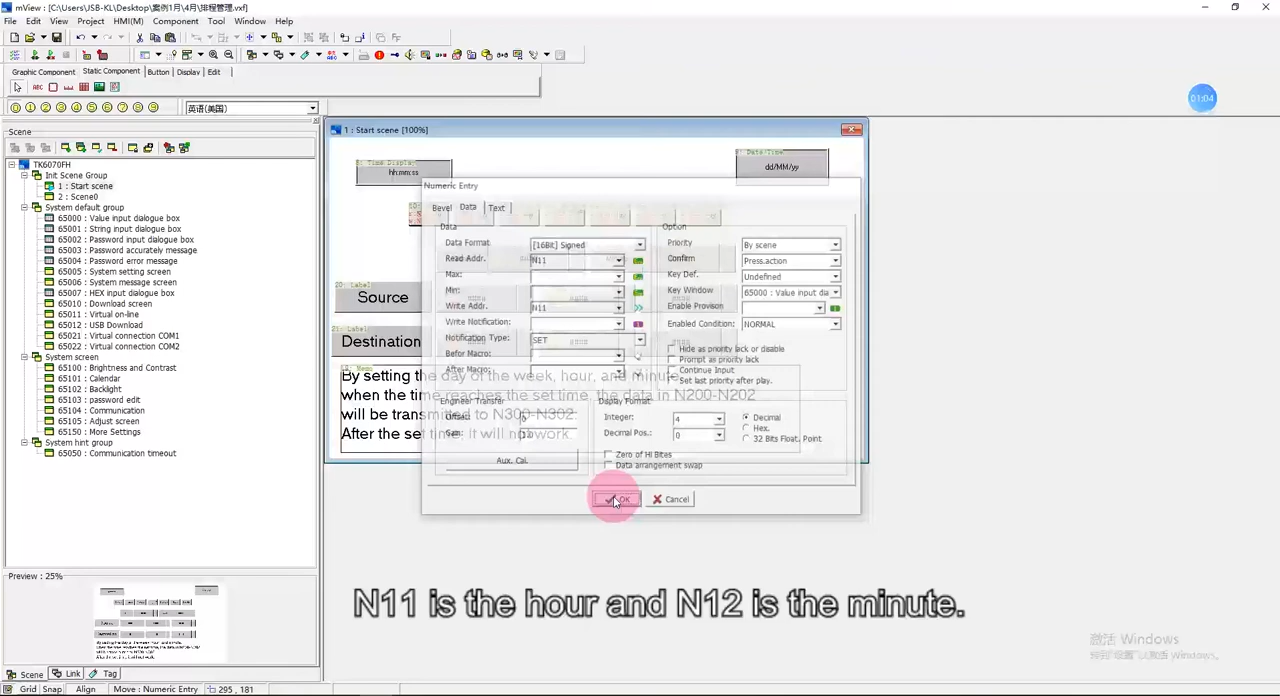 mView : [C:\Users\JSB-KL\Desktop\案例1月\4月\排程管理.vxf]
File Edit View Project HMI(M) Component Tool Window Help
Graphic Component Static Component Button Display Edit
英语(美国)
Scene
TK6070FH
Init Scene Group
1 : Start scene
2 : Scene0
System default group
65000 : Value input dialogue box
65001 : String input dialogue box
65002 : Password input dialogue box
65003 : Password accurately message
65004 : Password error message
65005 : System setting screen
65006 : System message screen
65007 : HEX input dialogue box
65010 : Download screen
65011 : Virtual on-line
65012 : USB Download
65021 : Virtual connection COM1
65022 : Virtual connection COM2
System screen
65100 : Brightness and Contrast
65101 : Calendar
65102 : Backlight
65103 : password edit
65104 : Communication
65105 : Adjust screen
65150 : More Settings
System hint group
65050 : Communication timeout
Preview : 25%
Scene Link Tag
Grid Snap Align Move : Numeric Entry 295 , 181
01:04
1 : Start scene [100%]
hh:mm:ss
dd/MM/yy
20: Label
Source
21: Label
Destination
By setting the day of the week, hour, and minute,
when the time reaches the set time, the data in N200-N202
will be transmitted to N300-N302.
After the set time, it will not work.
Numeric Entry
Bevel Data Text
Data
Data Format: [16Bit] Signed
Read Addr. N11
Max:
Min:
Write Addr. N11
Write Notification:
Notification Type: SET
Befor Macro:
After Macro:
Engineer Transfer
Offset:
Gain:
Aux. Cal.
Option
Priority By scene
Confirm Press.action
Key Def. Undefined
Key Window 65000 : Value input dia
Enable Provison
Enabled Condition: NORMAL
Hide as priority lack or disable
Prompt as priority lack
Continue Input
Set last priority after play.
Display Format
Integer: 4
Decimal Pos.: 0
Decimal
Hex.
32 Bits Float. Point
Zero of Hi Bites
Data arrangement swap
OK Cancel
N11 is the hour and N12 is the minute.
激活 Windows